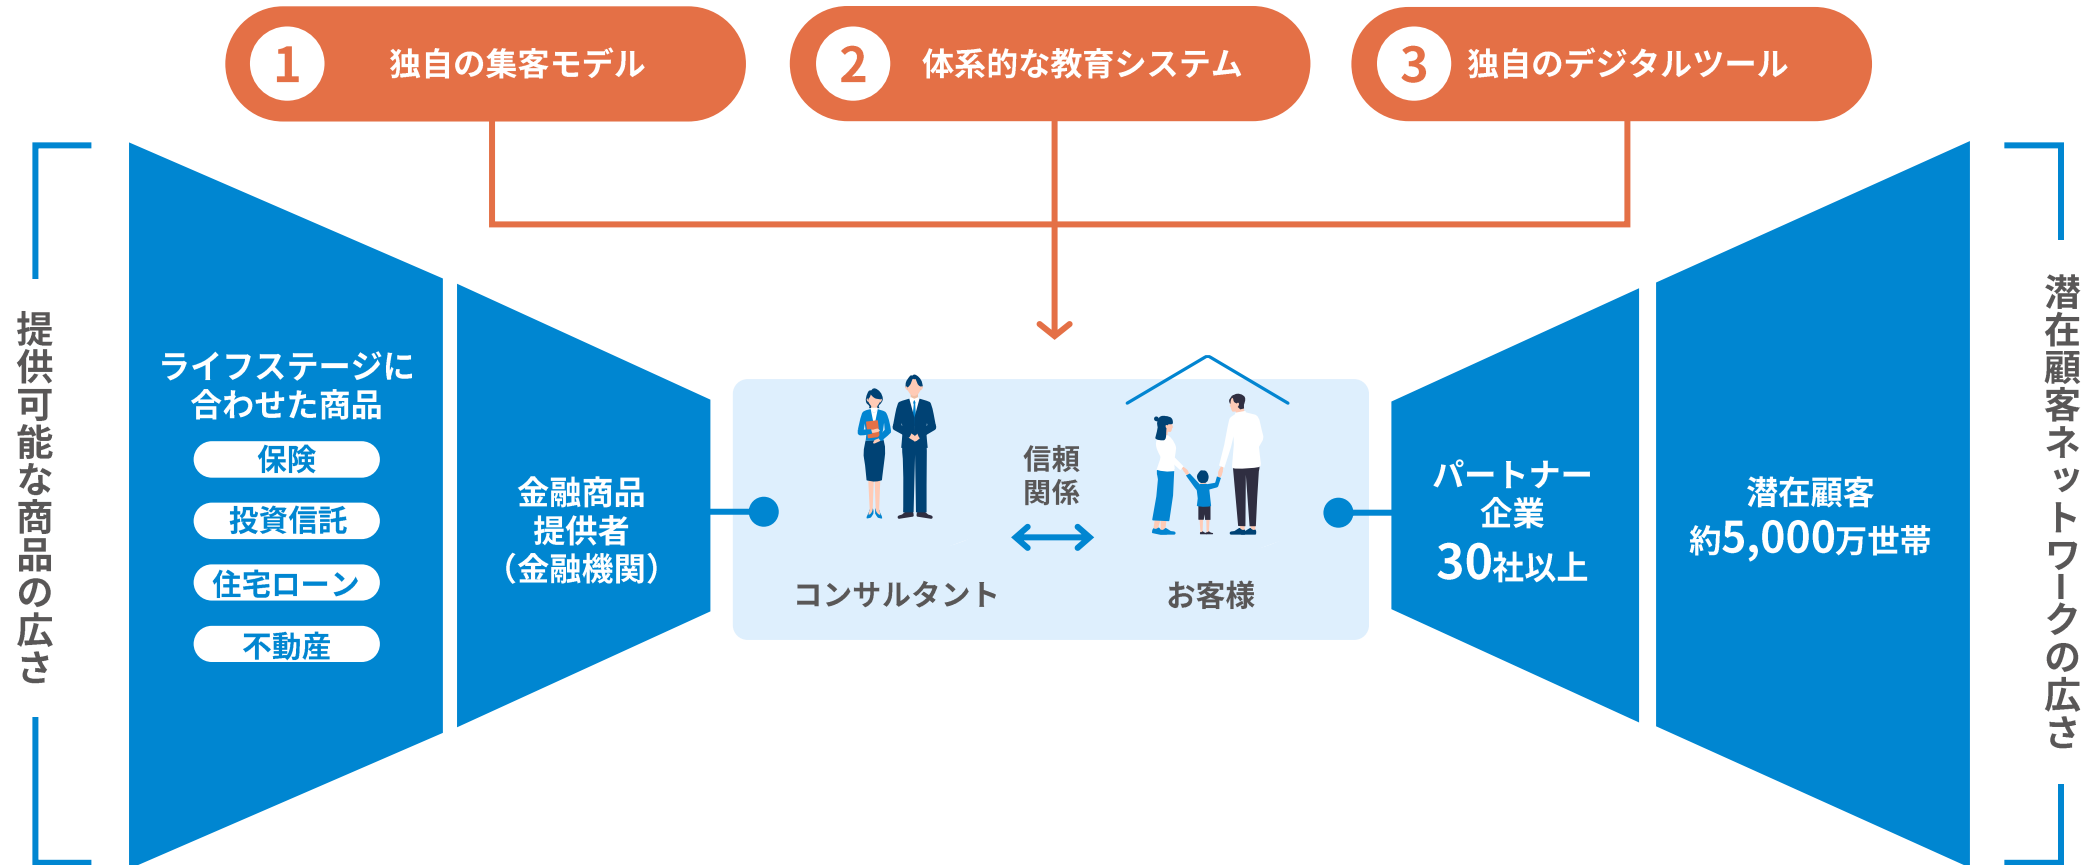 1 独自の集客モデル
2 体系的な教育システム
3 独自のデジタルツール
提供可能な商品の広さ
ライフステージに
合わせた商品
保険
投資信託
住宅ローン
不動産
金融商品
提供者
（金融機関）
コンサルタント
信頼
関係
お客様
パートナー
企業
30社以上
潜在顧客
約5,000万世帯
潜在顧客ネットワークの広さ